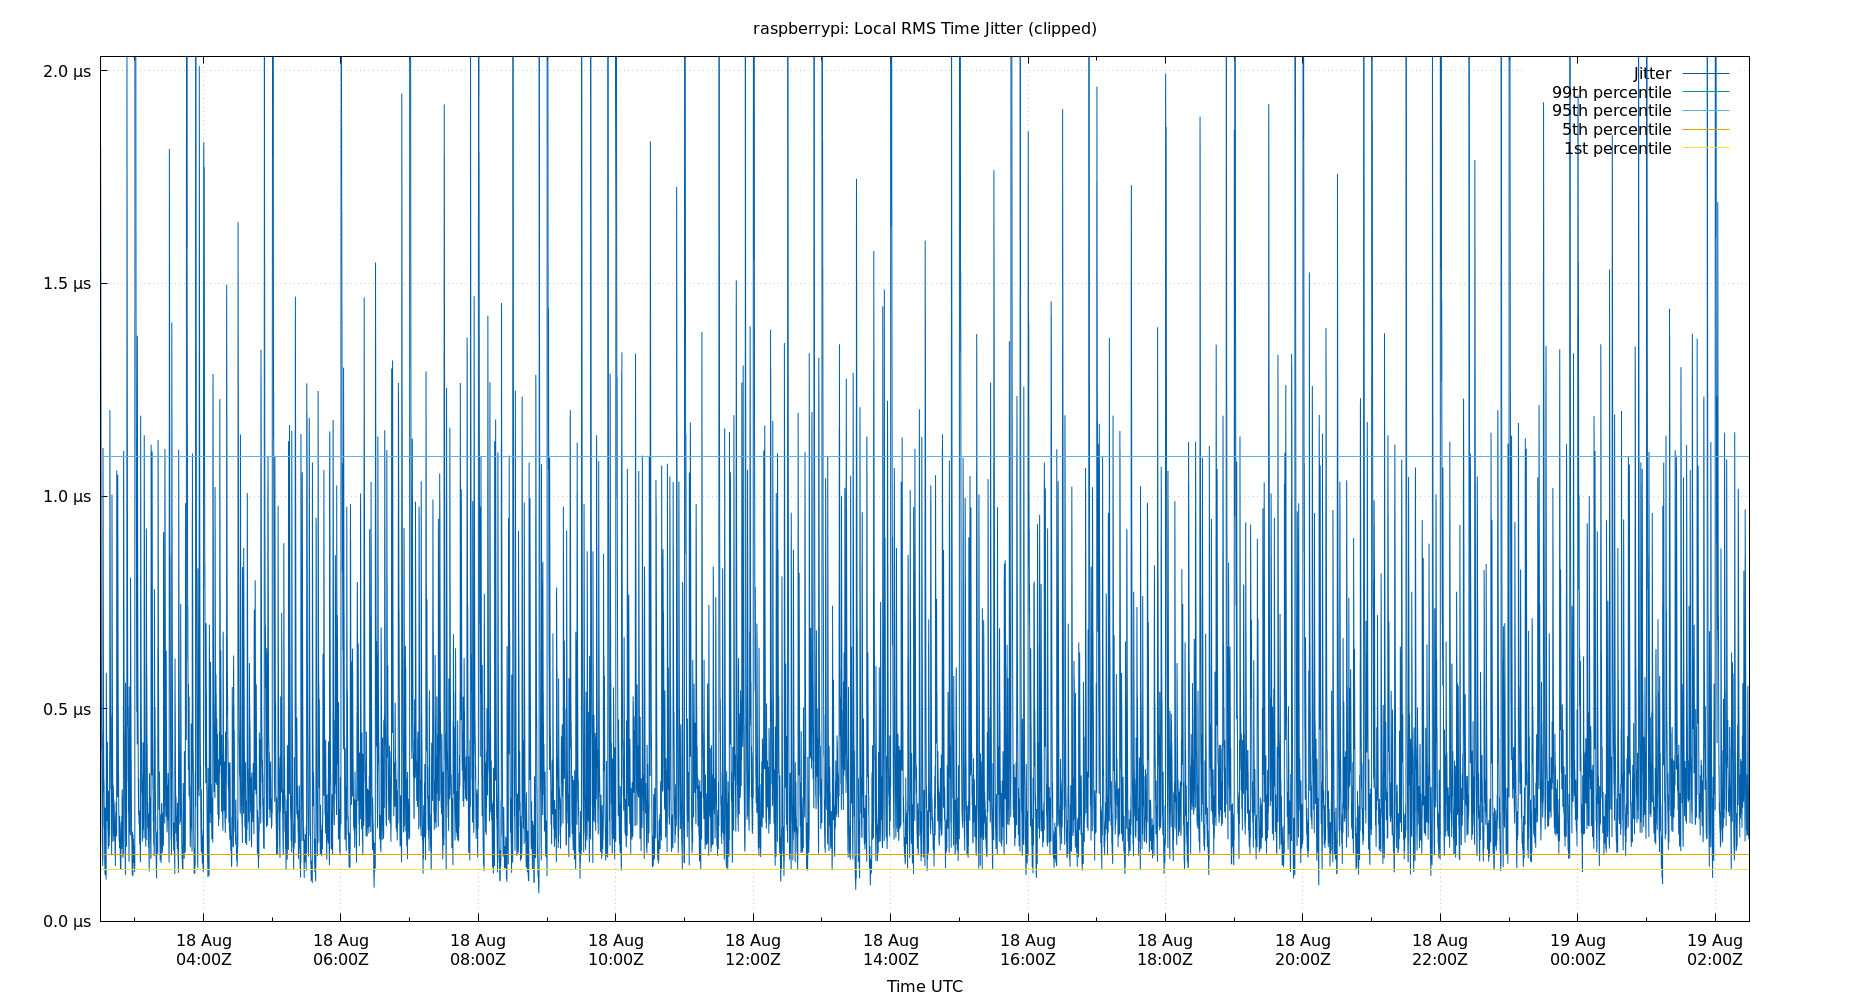 raspberrypi: Local RMS Time Jitter (clipped)
2.0 μs
1.5 μs
1.0 μs
0.5 μs
0.0 μs
Jitter
99th percentile
95th percentile
5th percentile
1st percentile
18 Aug 18 Aug 18 Aug 18 Aug 18 Aug 18 Aug 18 Aug 18 Aug 18 Aug 18 Aug 19 Aug 19 Aug
04:00Z 06:00Z 08:00Z 10:00Z 12:00Z 14:00Z 16:00Z 18:00Z 20:00Z 22:00Z 00:00Z 02:00Z
Time UTC